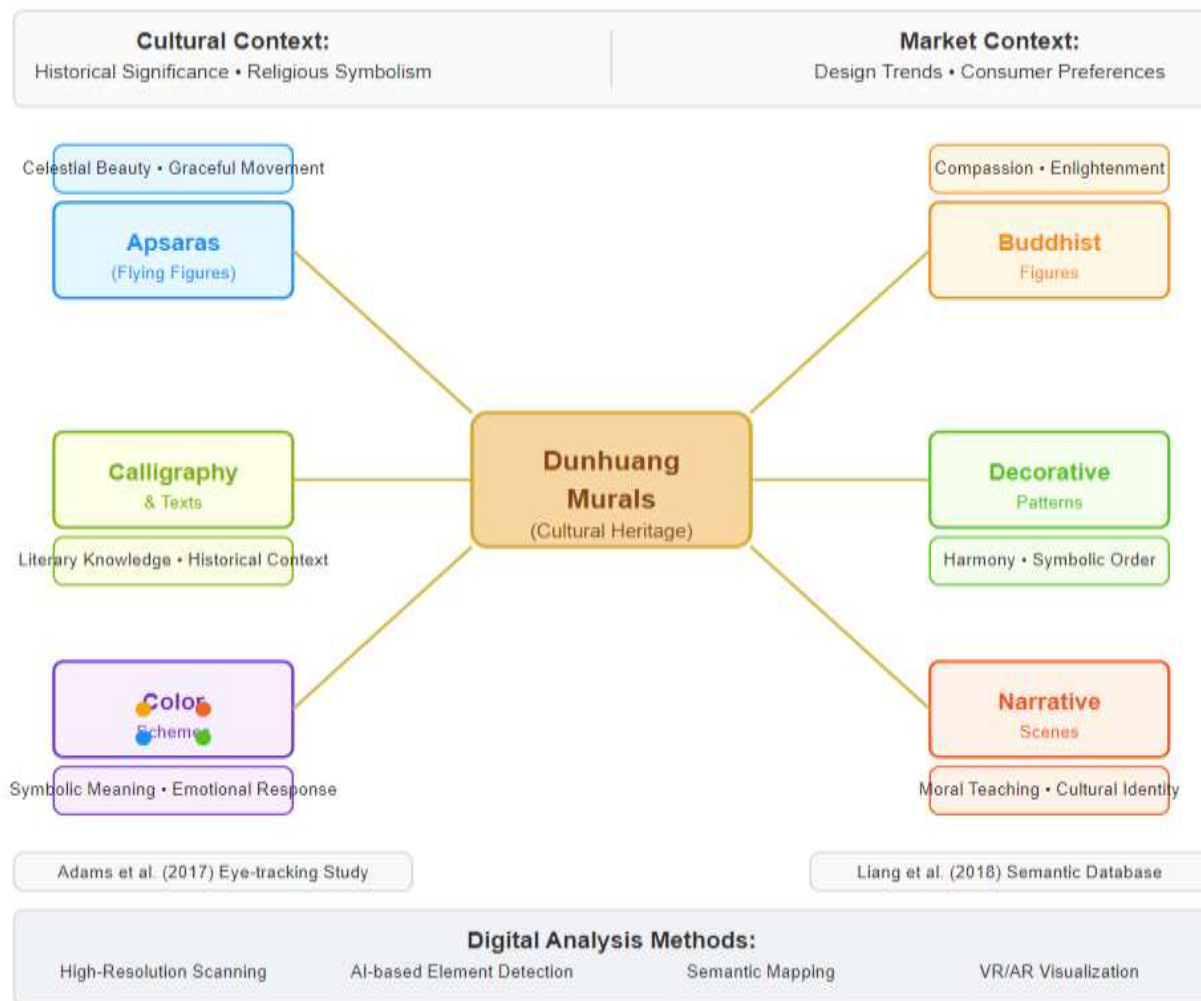 Cultural Context:
Historical Significance • Religious Symbolism
Market Context:
Design Trends • Consumer Preferences
Celestial Beauty • Graceful Movement
Apsaras
(Flying Figures)
Compassion • Enlightenment
Buddhist
Figures
Calligraphy
& Texts
Literary Knowledge • Historical Context
Dunhuang
Murals
(Cultural Heritage)
Decorative
Patterns
Harmony • Symbolic Order
Color
Schemes
Symbolic Meaning • Emotional Response
Narrative
Scenes
Moral Teaching • Cultural Identity
Adams et al. (2017) Eye-tracking Study
Liang et al. (2018) Semantic Database
Digital Analysis Methods:
High-Resolution Scanning
AI-based Element Detection
Semantic Mapping
VR/AR Visualization